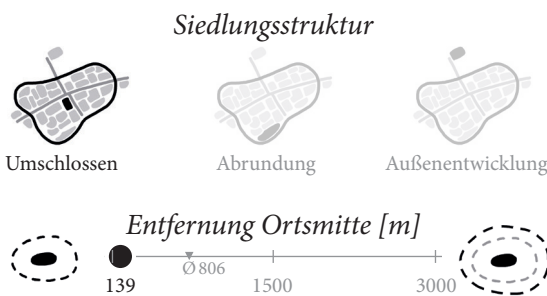 Siedlungsstruktur
Umschlossen Abrundung Außenentwicklung
Entfernung Ortsmitte [m]
Ø 806
139 1500 3000